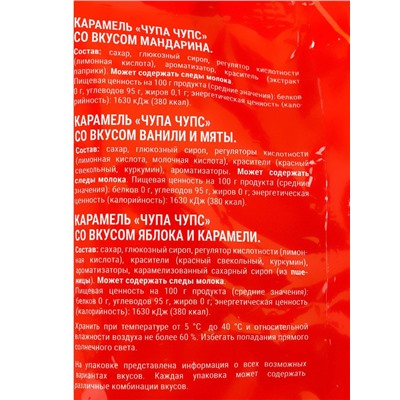 КАРАМЕЛЬ «ЧУПА ЧУПС»
СО ВКУСОМ МАНДАРИНА.
Состав: сахар, глюкозный сироп, регулятор кислотности
(лимонная кислота), ароматизатор, краситель (экстракт
паприки). Может содержать следы молока.
Пищевая ценность на 100 г продукта (средние значения): белков
0 г, углеводов 95 г, жиров 0,1 г; энергетическая ценность (кало-
рийность): 1630 кДж (380 ккал).
КАРАМЕЛЬ «ЧУПА ЧУПС»
СО ВКУСОМ ВАНИЛИ И МЯТЫ.
Состав: сахар, глюкозный сироп, регуляторы кислотности
(лимонная кислота, молочная кислота), красители (красный
свекольный, куркумин), ароматизаторы. Может содержать
следы молока. Пищевая ценность на 100 г продукта (средние
значения): белков 0 г, углеводов 95 г, жиров 0 г; энергетическая
ценность (калорийность): 1630 кДж (380 ккал).
КАРАМЕЛЬ «ЧУПА ЧУПС»
СО ВКУСОМ ЯБЛОКА И КАРАМЕЛИ.
Состав: сахар, глюкозный сироп, регулятор кислотности (лимон-
ная кислота), красители (красный свекольный, куркумин),
ароматизаторы, карамелизованный сахарный сироп (из пше-
ницы). Может содержать следы молока.
Пищевая ценность на 100 г продукта (средние значения):
белков 0 г, углеводов 95 г, жиров 0 г; энергетическая ценность
(калорийность): 1630 кДж (380 ккал).
Хранить при температуре от 5 °C до 40 °C и относительной
влажности воздуха не более 60 %. Избегать попадания прямого
солнечного света.
На упаковке представлена информация о всех возможных
вариантах вкусов. Каждая упаковка может содержать
различные комбинации вкусов.